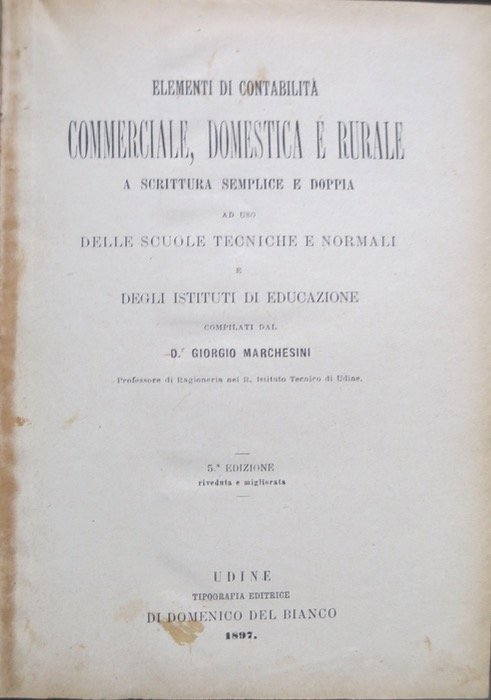 ELEMENTI DI CONTABILITÀ
COMMERCIALE, DOMESTICA E RURALE
A SCRITTURA SEMPLICE E DOPPIA
AD USO
DELLE SCUOLE TECNICHE E NORMALI
E
DEGLI ISTITUTI DI EDUCAZIONE
COMPILATI DAL
D.r GIORGIO MARCHESINI
Professore di Ragioneria nel R. Istituto Tecnico di Udine.
5.a EDIZIONE
riveduta e migliorata
UDINE
TIPOGRAFIA EDITRICE
DI DOMENICO DEL BIANCO
1897.